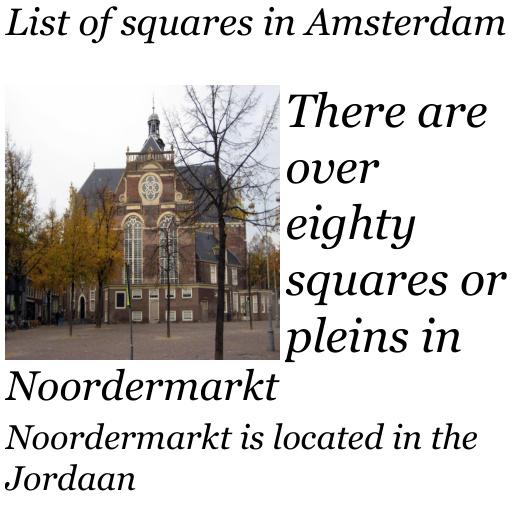 List of squares in Amsterdam
There are
over
eighty
squares or
pleins in
Noordermarkt
Noordermarkt is located in the
Jordaan